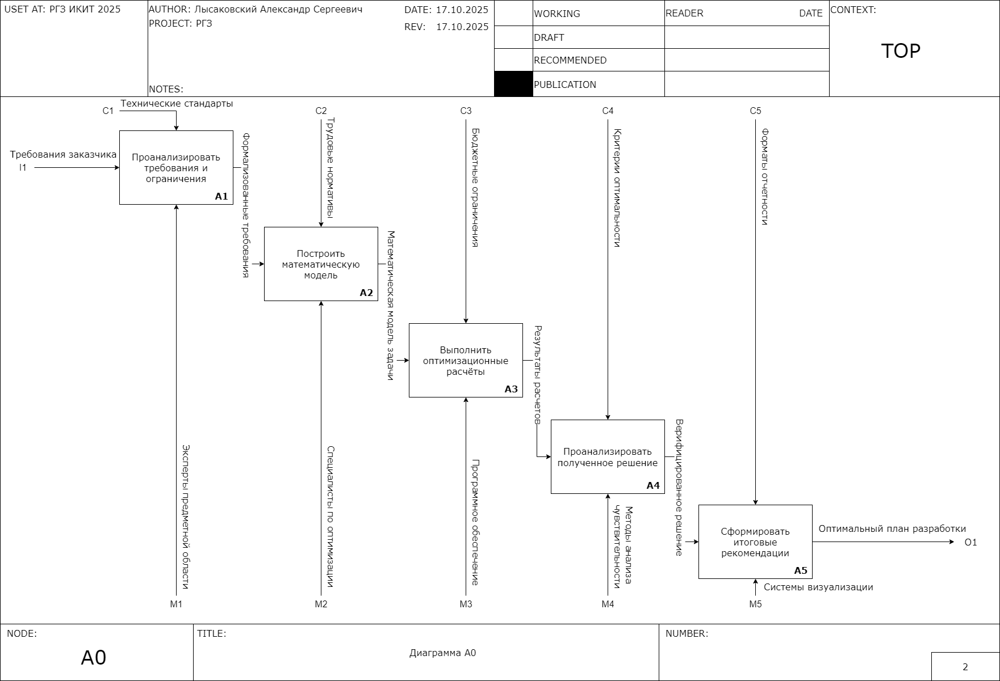 USET AT: РГЗ ИКИТ 2025
AUTHOR: Лысаковский Александр Сергеевич
DATE: 17.10.2025
PROJECT: РГЗ
REV: 17.10.2025
NOTES:
WORKING
DRAFT
RECOMMENDED
PUBLICATION
READER
DATE
CONTEXT:
TOP
C1
Технические стандарты
C2
Трудовые нормативы
C3
Бюджетные ограничения
C4
Критерии оптимальности
C5
Форматы отчетности
Требования заказчика
I1
Проанализировать
требования и
ограничения
A1
Формализованные требования
Построить
математическую
модель
A2
Математическая модель задачи
Выполнить
оптимизационные
расчёты
A3
Результаты расчетов
Проанализировать
полученное решение
A4
Верифицированное решение
Сформировать
итоговые
рекомендации
A5
Оптимальный план разработки
O1
Эксперты предметной области
Специалисты по оптимизации
Программное обеспечение
Методы анализа
чувствительности
Системы визуализации
M1
M2
M3
M4
M5
NODE:
A0
TITLE:
Диаграмма A0
NUMBER:
2